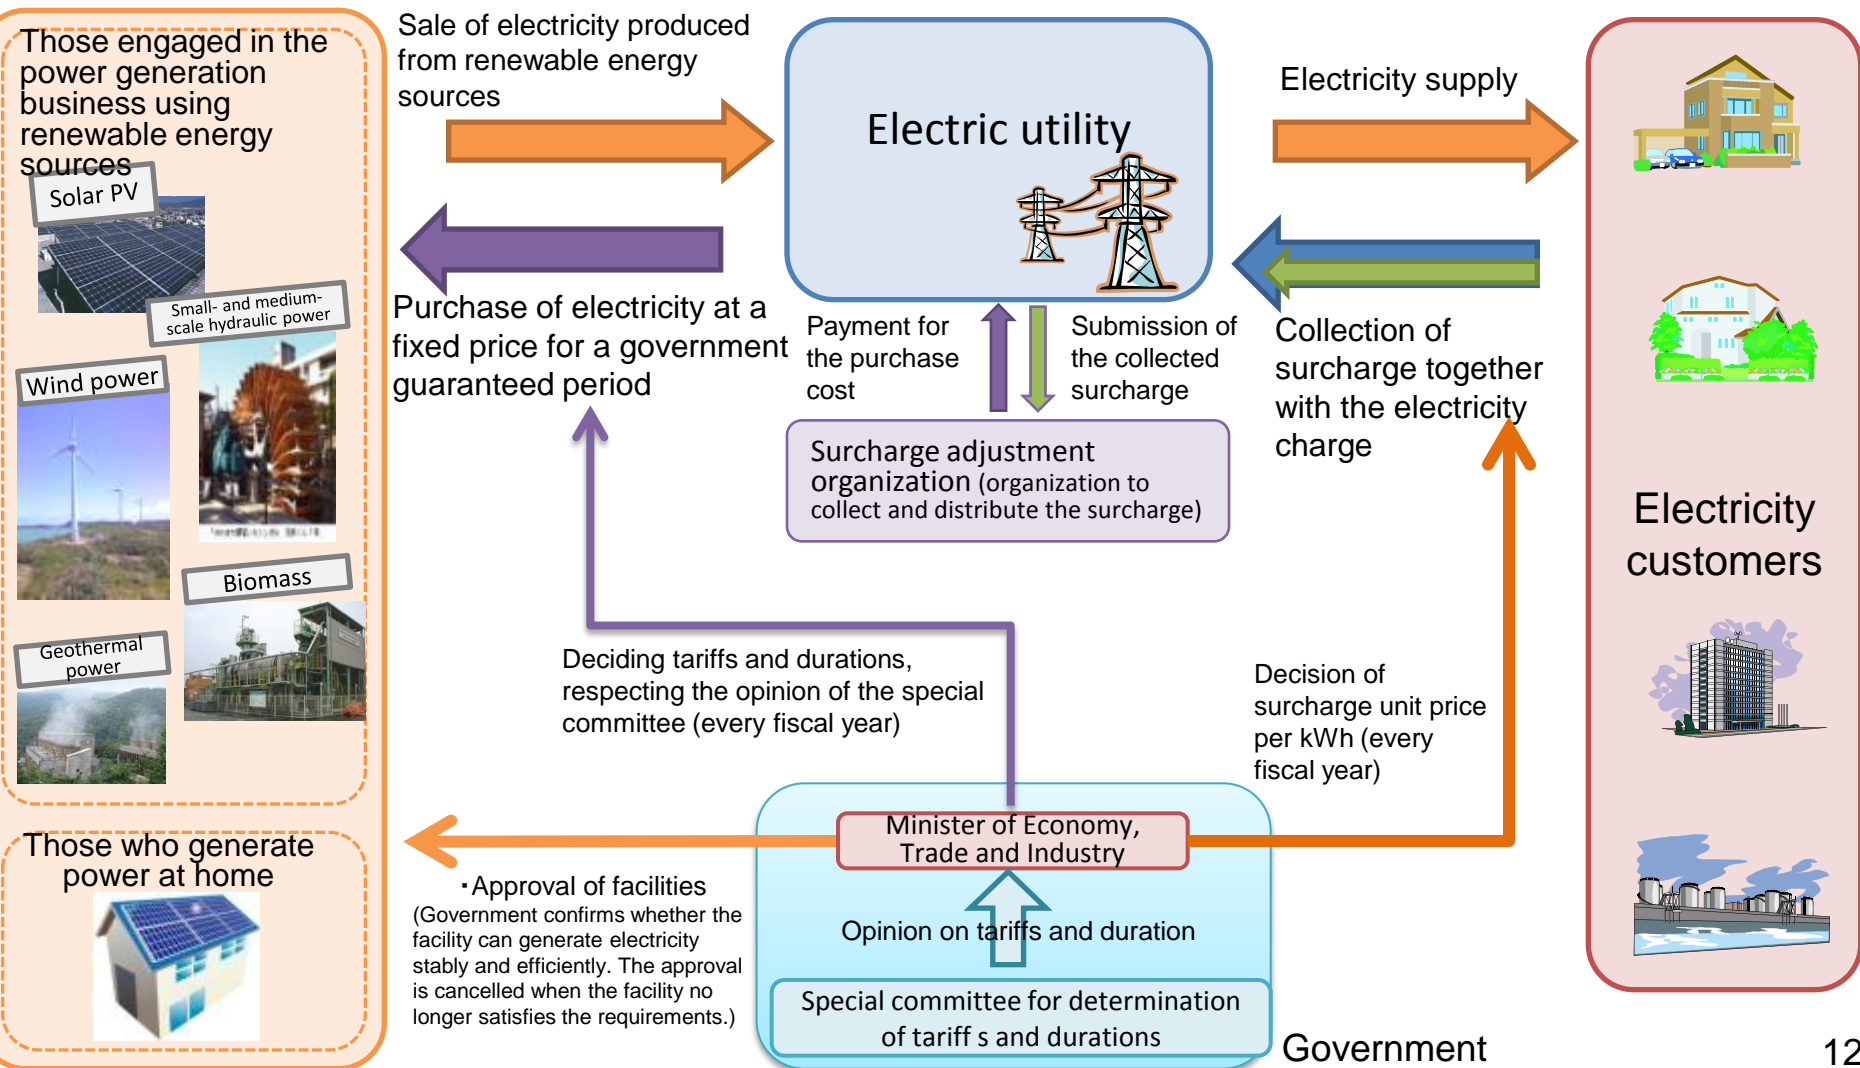 Those engaged in the
power generation
business using
renewable energy
sources
Solar PV
Small- and medium-
scale hydraulic power
Wind power
Biomass
Geothermal
power
Those who generate
power at home
Sale of electricity produced
from renewable energy
sources
Purchase of electricity at a
fixed price for a government
guaranteed period
Electric utility
Payment for
the purchase
cost
Submission of
the collected
surcharge
Surcharge adjustment
organization (organization to
collect and distribute the surcharge)
Electricity supply
Collection of
surcharge together
with the electricity
charge
Electricity
customers
Deciding tariffs and durations,
respecting the opinion of the special
committee (every fiscal year)
Decision of
surcharge unit price
per kWh (every
fiscal year)
Minister of Economy,
Trade and Industry
・Approval of facilities
(Government confirms whether the
facility can generate electricity
stably and efficiently. The approval
is cancelled when the facility no
longer satisfies the requirements.)
Opinion on tariffs and duration
Special committee for determination
of tariff s and durations
Government
12